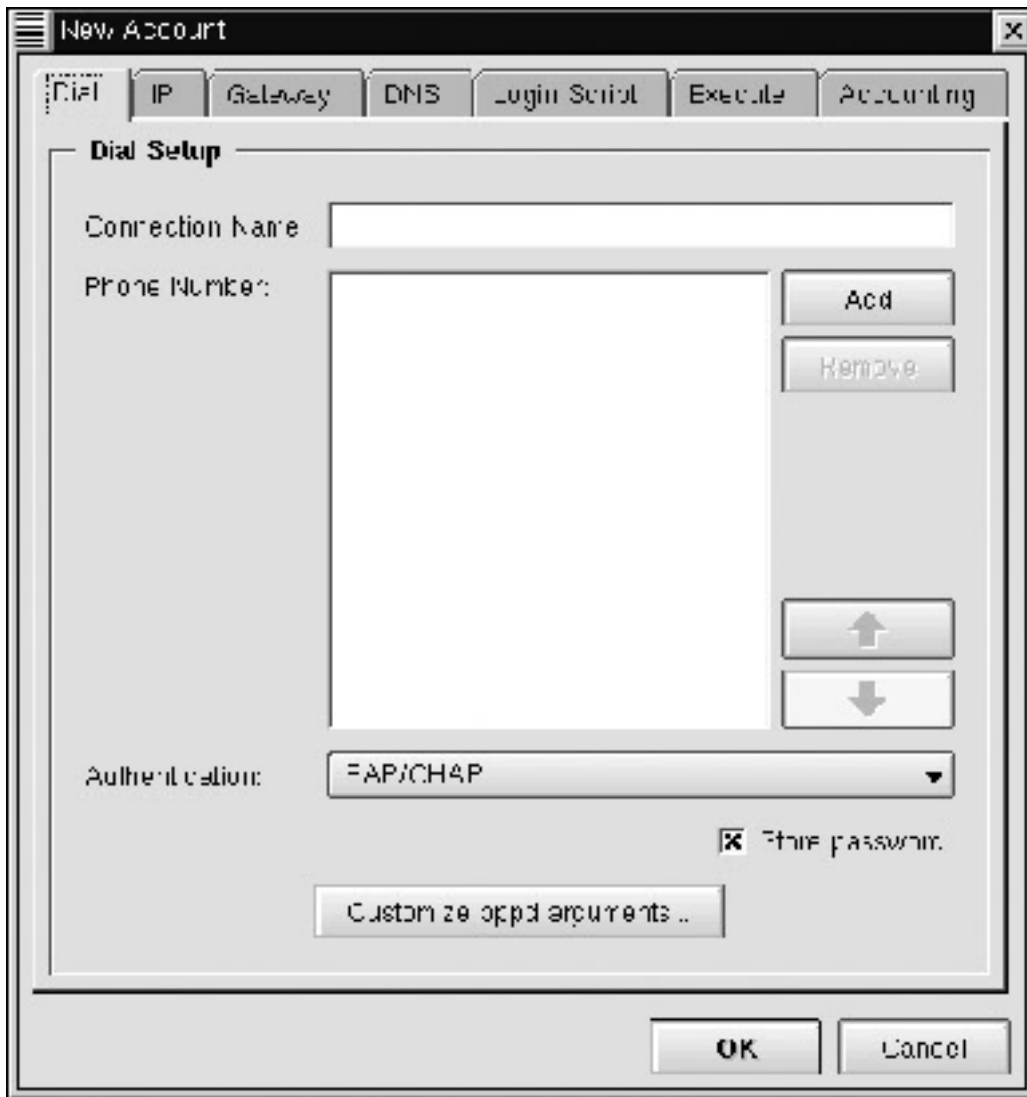 New Account
Dial IP Gateway DNS Login Script Execute Accounting
Dial Setup
Connection Name
Phone Number:
Add
Remove
Authentication:
PAP/CHAP
Store password
Customize pppd arguments...
OK Cancel